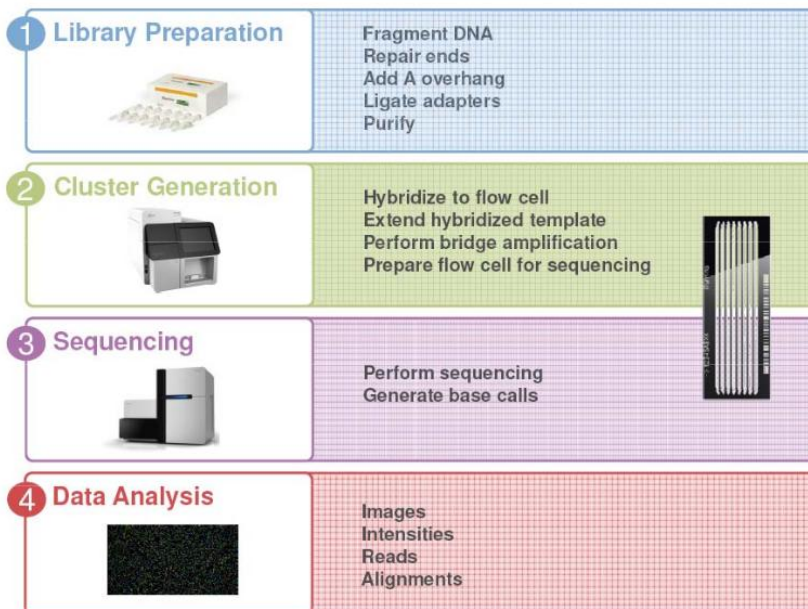 1 Library Preparation
Fragment DNA
Repair ends
Add A overhang
Ligate adapters
Purify
2 Cluster Generation
Hybridize to flow cell
Extend hybridized template
Perform bridge amplification
Prepare flow cell for sequencing
3 Sequencing
Perform sequencing
Generate base calls
4 Data Analysis
Images
Intensities
Reads
Alignments